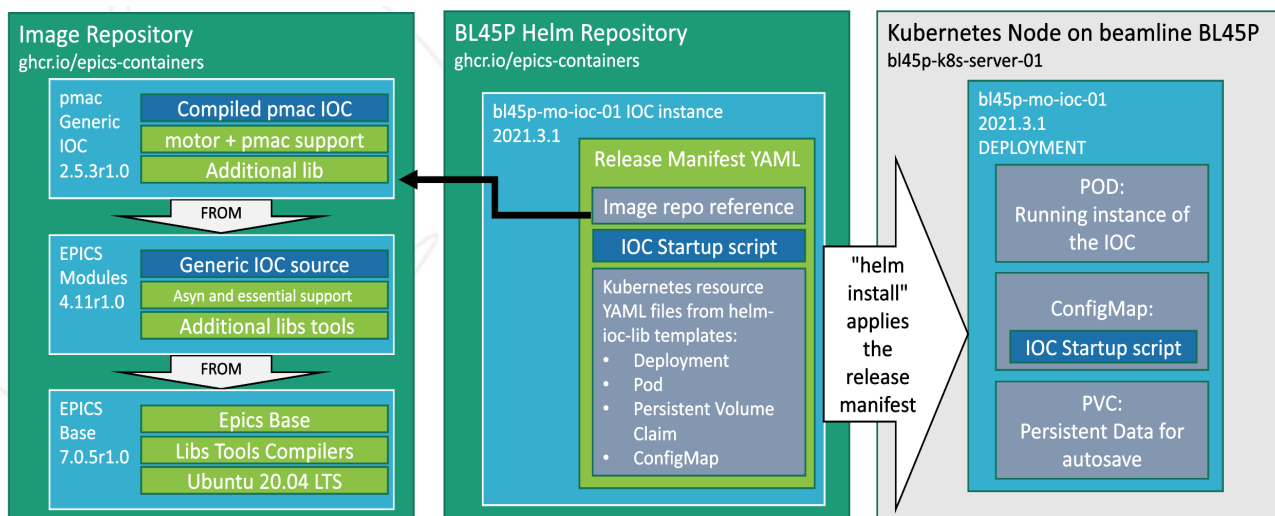 Image Repository
ghcr.io/epics-containers
pmac
Generic
IOC
2.5.3r1.0
Compiled pmac IOC
motor + pmac support
Additional lib
FROM
EPICS
Modules
4.11r1.0
Generic IOC source
Asyn and essential support
Additional libs tools
FROM
EPICS
Base
7.0.5r1.0
Epics Base
Libs Tools Compilers
Ubuntu 20.04 LTS
BL45P Helm Repository
ghcr.io/epics-containers
bl45p-mo-ioc-01 IOC instance
2021.3.1
Release Manifest YAML
Image repo reference
IOC Startup script
Kubernetes resource
YAML files from helm-
ioc-lib templates:
• Deployment
• Pod
• Persistent Volume
Claim
• ConfigMap
"helm
install"
applies
the
release
manifest
Kubernetes Node on beamline BL45P
bl45p-k8s-server-01
bl45p-mo-ioc-01
2021.3.1
DEPLOYMENT
POD:
Running instance of
the IOC
ConfigMap:
IOC Startup script
PVC:
Persistent Data for
autosave